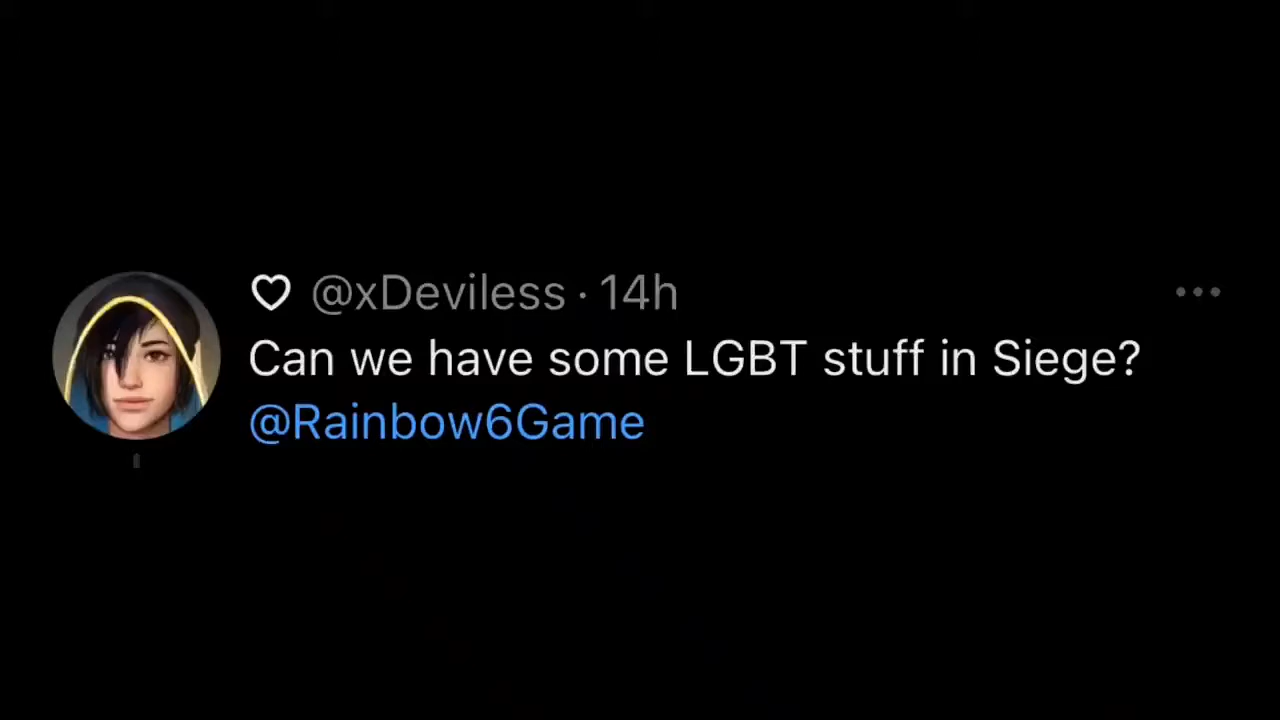 ♡ @xDeviless · 14h
Can we have some LGBT stuff in Siege?
@Rainbow6Game